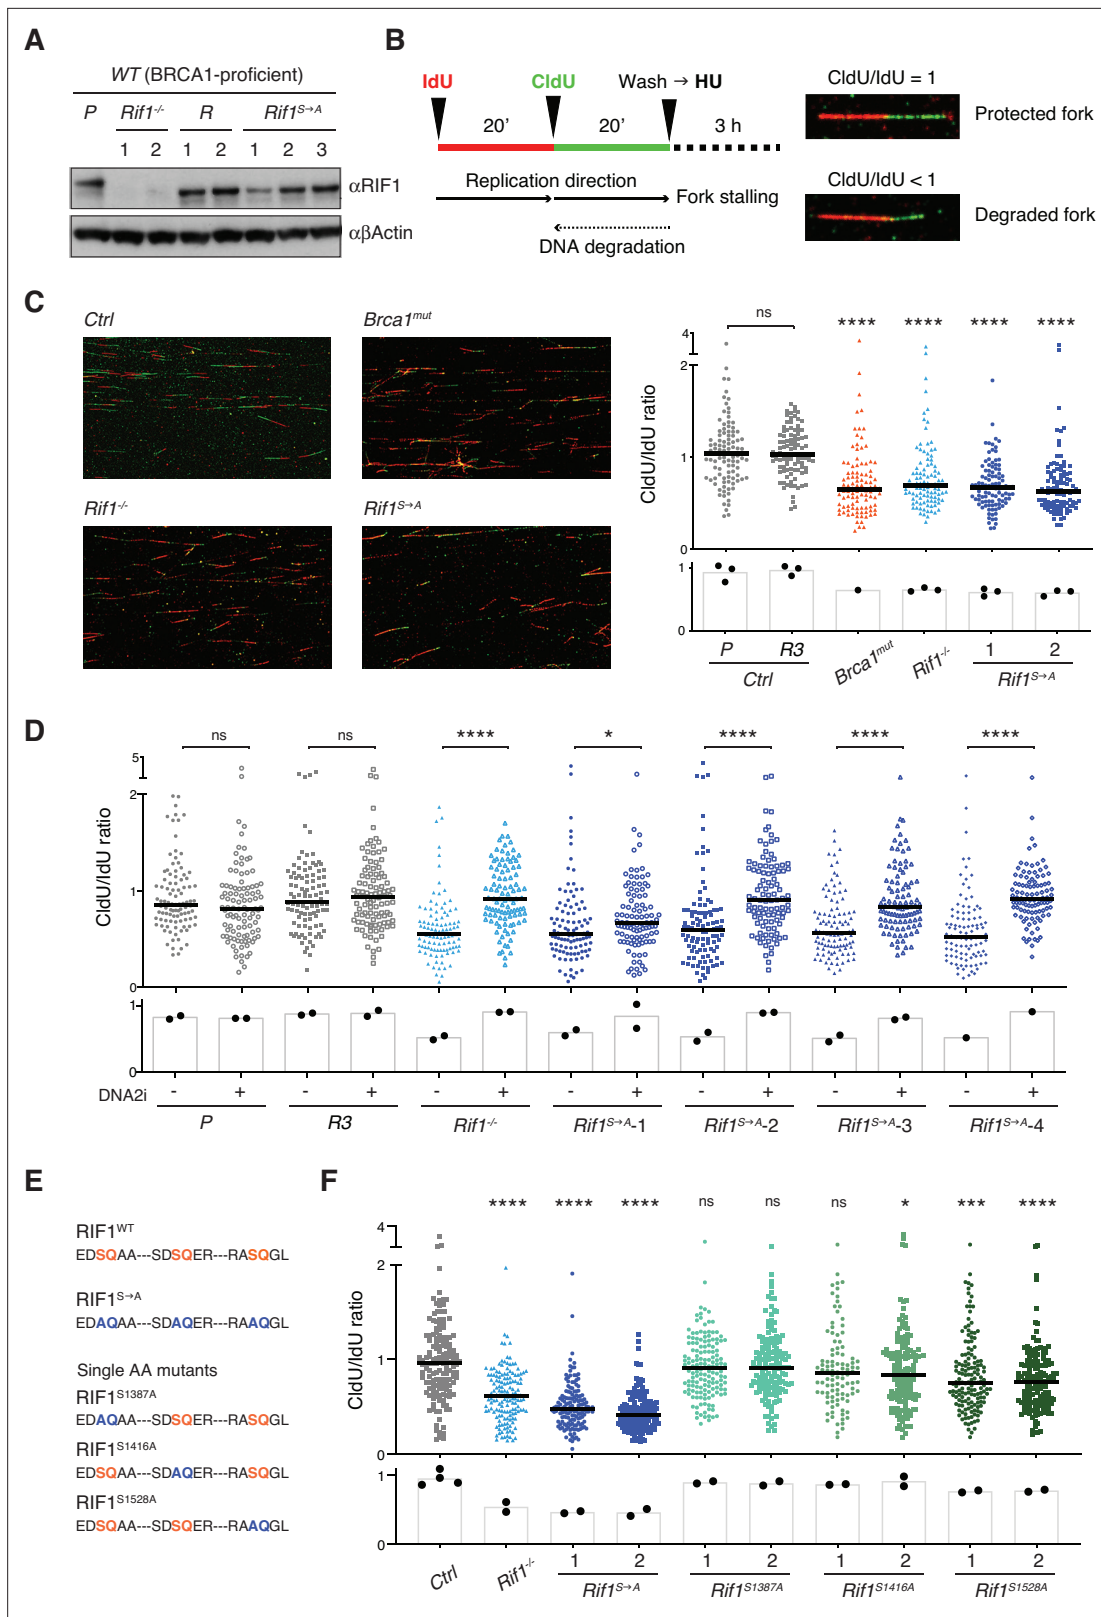 A
WT (BRCA1-proficient)
P Rif1-/- R Rif1S→A
1 2 1 2 1 2 3
αRIF1
αβActin
B
IdU CldU Wash → HU
20' 20' 3 h
Replication direction Fork stalling
DNA degradation
CldU/IdU = 1
Protected fork
CldU/IdU < 1
Degraded fork
C
Ctrl Brca1mut
Rif1-/- Rif1S→A
ns **** **** **** ****
CldU/IdU ratio
4
2
1
0
1
0
P R3 Brca1mut Rif1-/- 1 2
Ctrl Rif1S→A
D
ns ns **** * **** **** ****
CldU/IdU ratio
5
2
1
0
1
0
DNA2i - + - + - + - + - + - + - +
P R3 Rif1-/- Rif1S→A-1 Rif1S→A-2 Rif1S→A-3 Rif1S→A-4
E
RIF1WT
EDSQAA---SDSQER---RASQGL
RIF1S→A
EDAQAA---SDAQER---RAAQGL
Single AA mutants
RIF1S1387A
EDAQAA---SDSQER---RASQGL
RIF1S1416A
EDSQAA---SDAQER---RASQGL
RIF1S1528A
EDSQAA---SDSQER---RAAQGL
F
**** **** **** ns ns ns * *** ****
CldU/IdU ratio
4
2
1
0
1
0
Ctrl Rif1-/- 1 2 1 2 1 2 1 2
Rif1S→A Rif1S1387A Rif1S1416A Rif1S1528A